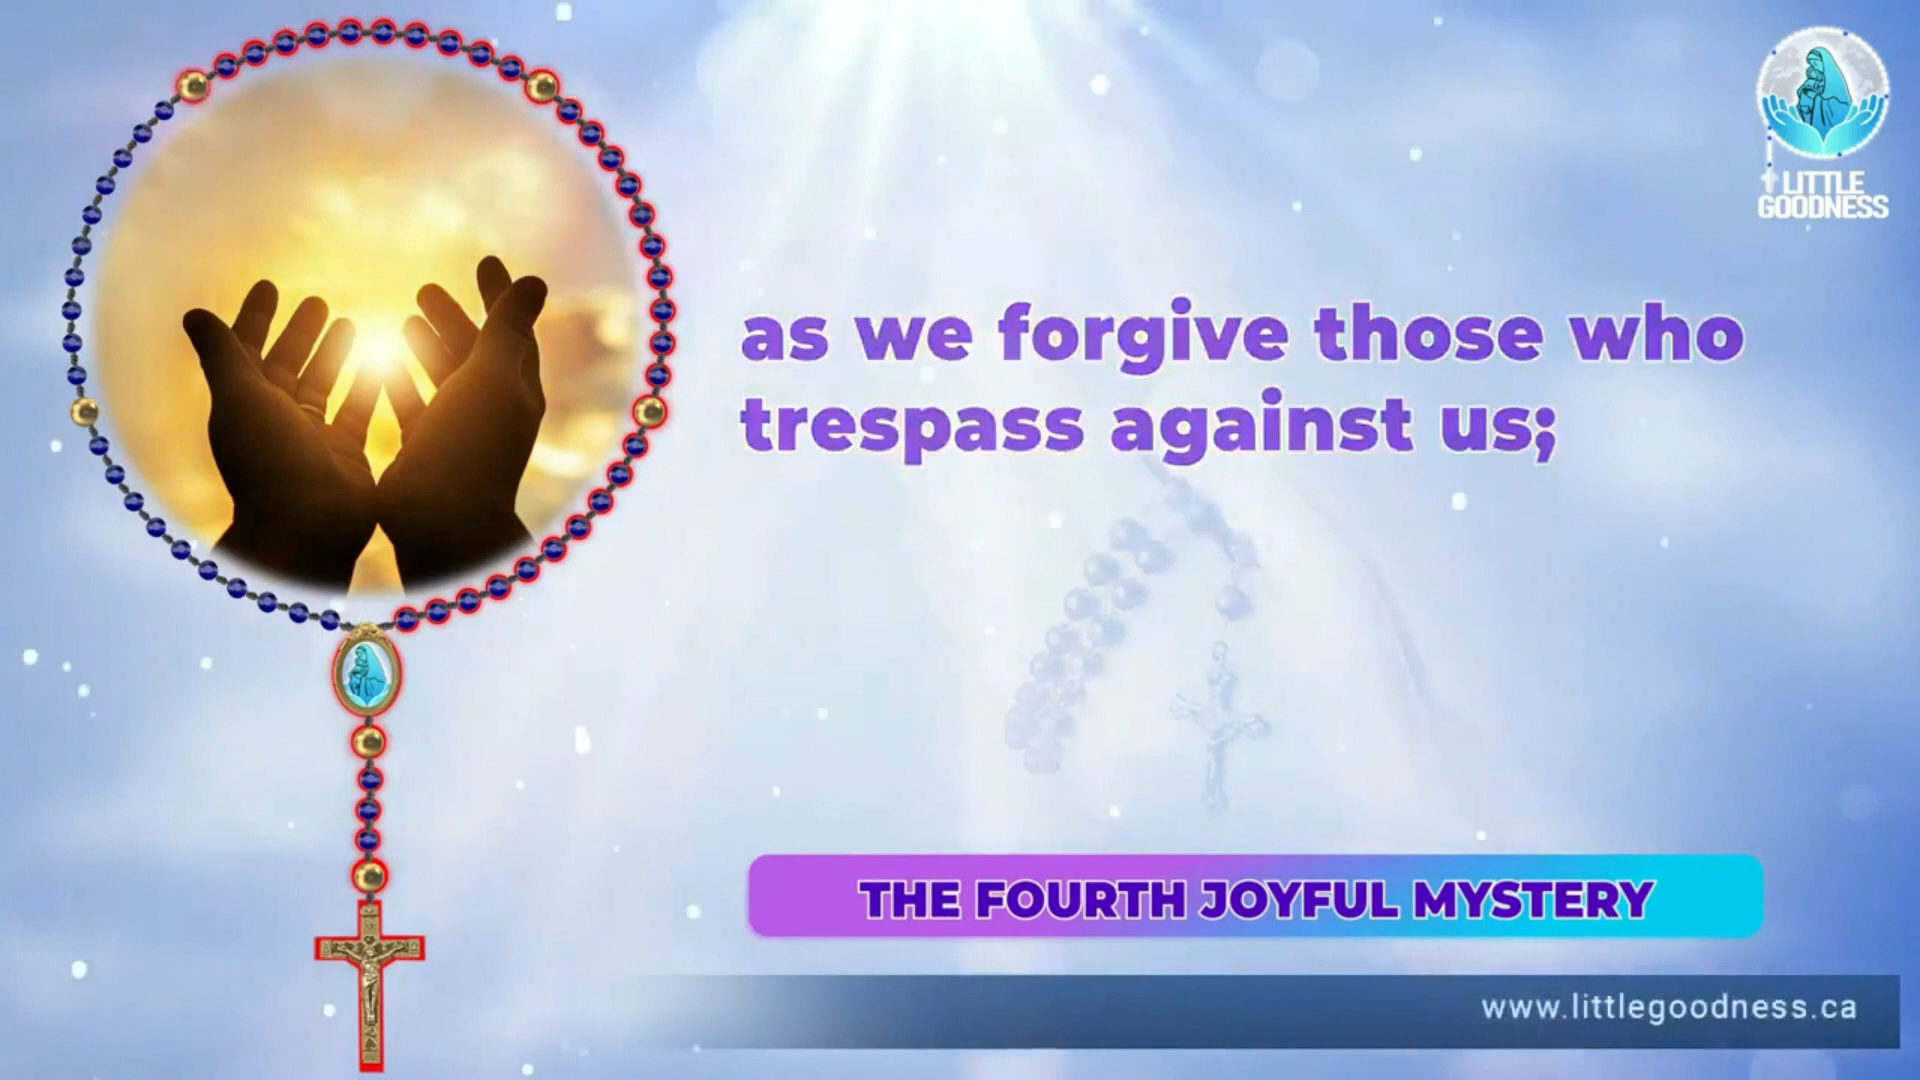 LITTLE
GOODNESS
as we forgive those who
trespass against us;
THE FOURTH JOYFUL MYSTERY
www.littlegoodness.ca